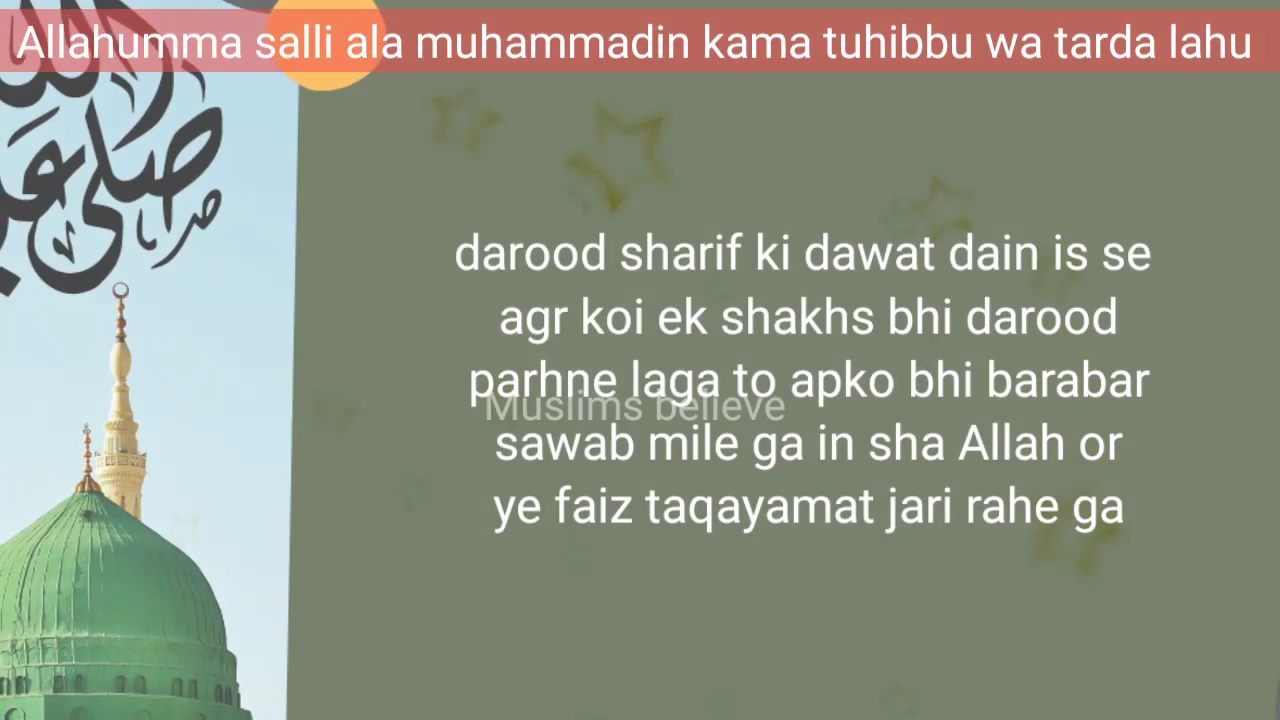 Allahumma salli ala muhammadin kama tuhibbu wa tarda lahu
صلى
darood sharif ki dawat dain is se
agr koi ek shakhs bhi darood
parhne laga to apko bhi barabar
Muslims believe
sawab mile ga in sha Allah or
ye faiz taqayamat jari rahe ga